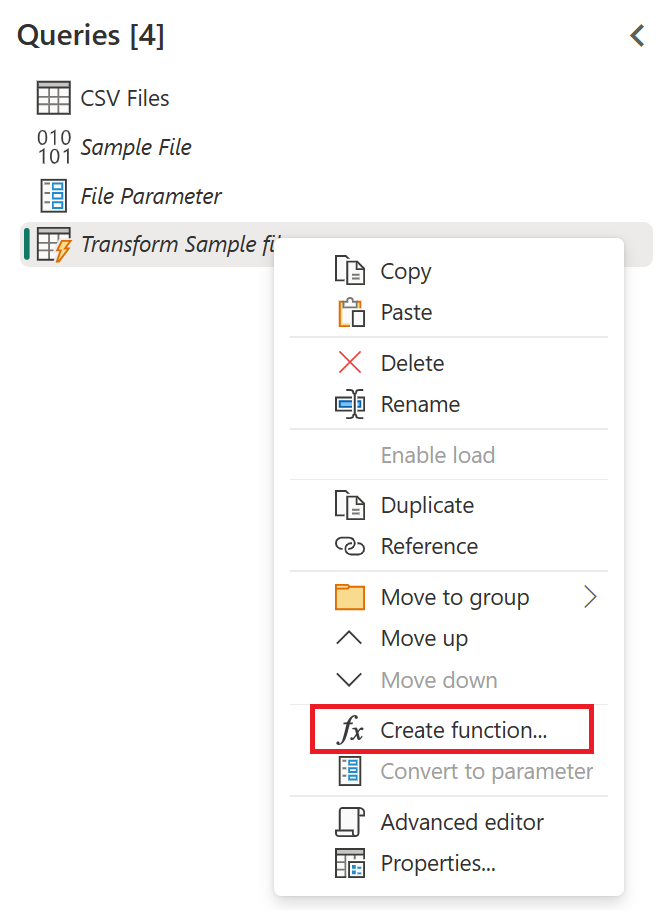 Queries [4]
CSV Files
010
101
Sample File
File Parameter
Transform Sample fil
Copy
Paste
Delete
Rename
Enable load
Duplicate
Reference
Move to group
Move up
Move down
fx Create function...
Convert to parameter
Advanced editor
Properties...